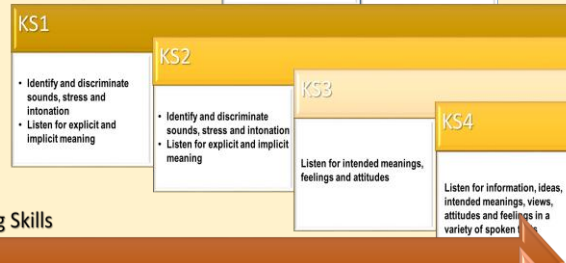 KS1
• Identify and discriminate
sounds, stress and
intonation
• Listen for explicit and
implicit meaning
KS2
• Identify and discriminate
sounds, stress and intonation
• Listen for explicit and implicit
meaning
KS3
Listen for intended meanings,
feelings and attitudes
KS4
Listen for information, ideas,
intended meanings, views,
attitudes and feelings in a
variety of spoken
g Skills